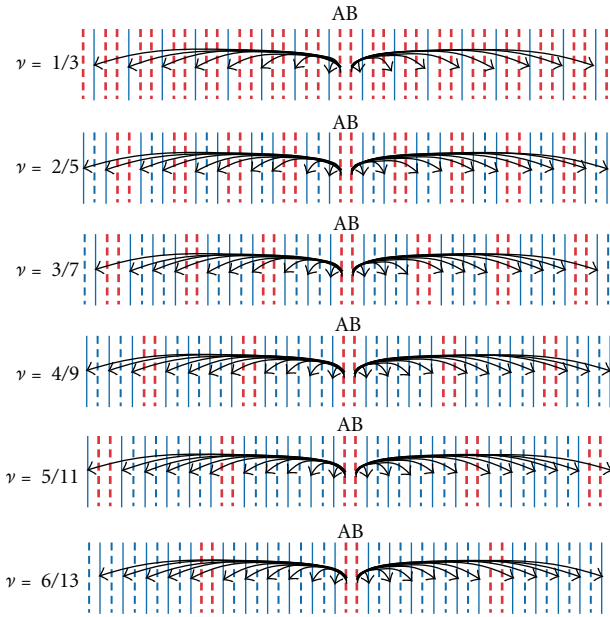 AB
ν = 1/3
AB
ν = 2/5
AB
ν = 3/7
AB
ν = 4/9
AB
ν = 5/11
AB
ν = 6/13